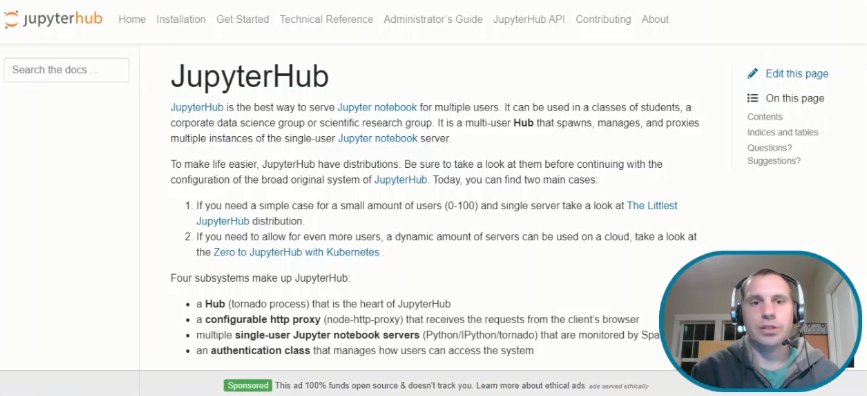 jupyterhub Home Installation Get Started Technical Reference Administrator's Guide JupyterHub API Contributing About
Search the docs ...
JupyterHub
JupyterHub is the best way to serve Jupyter notebook for multiple users. It can be used in a classes of students, a
corporate data science group or scientific research group. It is a multi-user Hub that spawns, manages, and proxies
multiple instances of the single-user Jupyter notebook server.
To make life easier, JupyterHub have distributions. Be sure to take a look at them before continuing with the
configuration of the broad original system of JupyterHub. Today, you can find two main cases:
1. If you need a simple case for a small amount of users (0-100) and single server take a look at The Littlest
JupyterHub distribution.
2. If you need to allow for even more users, a dynamic amount of servers can be used on a cloud, take a look at
the Zero to JupyterHub with Kubernetes .
Four subsystems make up JupyterHub:
• a Hub (tornado process) that is the heart of JupyterHub
• a configurable http proxy (node-http-proxy) that receives the requests from the client's browser
• multiple single-user Jupyter notebook servers (Python/IPython/tornado) that are monitored by Spa
• an authentication class that manages how users can access the system
Edit this page
On this page
Contents
Indices and tables
Questions?
Suggestions?
Sponsored This ad 100% funds open source & doesn't track you. Learn more about ethical ads ads served ethically